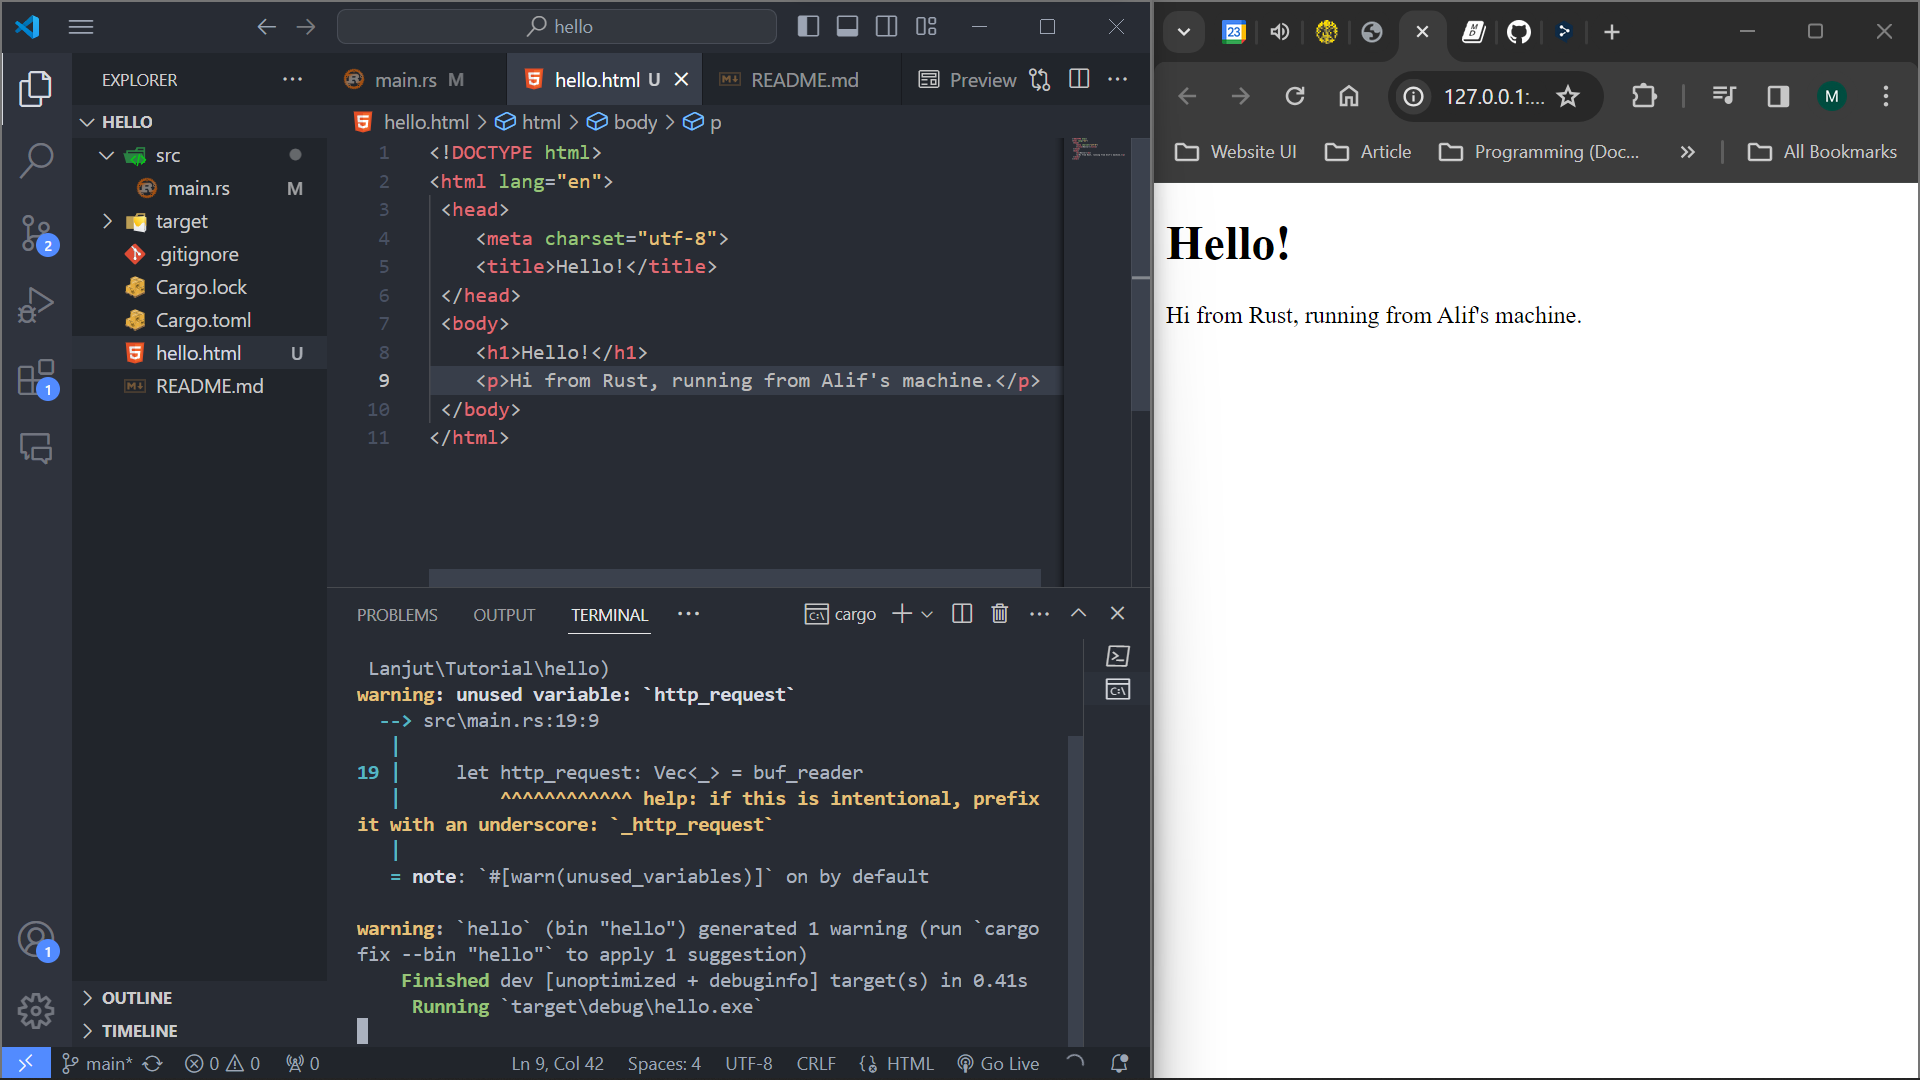 hello
EXPLORER
HELLO
src
main.rs M
target
.gitignore
Cargo.lock
Cargo.toml
hello.html U
README.md
OUTLINE
TIMELINE
2
1
1
main.rs M
hello.html U
README.md
Preview
hello.html > html > body > p
1 <!DOCTYPE html>
2 <html lang="en">
3 <head>
4 <meta charset="utf-8">
5 <title>Hello!</title>
6 </head>
7 <body>
8 <h1>Hello!</h1>
9 <p>Hi from Rust, running from Alif's machine.</p>
10 </body>
11 </html>
PROBLEMS OUTPUT TERMINAL
cargo
Lanjut\Tutorial\hello)
warning: unused variable: `http_request`
--> src\main.rs:19:9
|
19 | let http_request: Vec<_> = buf_reader
| ^^^^^^^^^^^^ help: if this is intentional, prefix
it with an underscore: `_http_request`
|
= note: `#[warn(unused_variables)]` on by default
warning: `hello` (bin "hello") generated 1 warning (run `cargo
fix --bin "hello"` to apply 1 suggestion)
Finished dev [unoptimized + debuginfo] target(s) in 0.41s
Running `target\debug\hello.exe`
main* 0 0 0 Ln 9, Col 42 Spaces: 4 UTF-8 CRLF HTML Go Live
23
127.0.0.1:...
M
Website UI Article Programming (Doc... All Bookmarks
Hello!
Hi from Rust, running from Alif's machine.